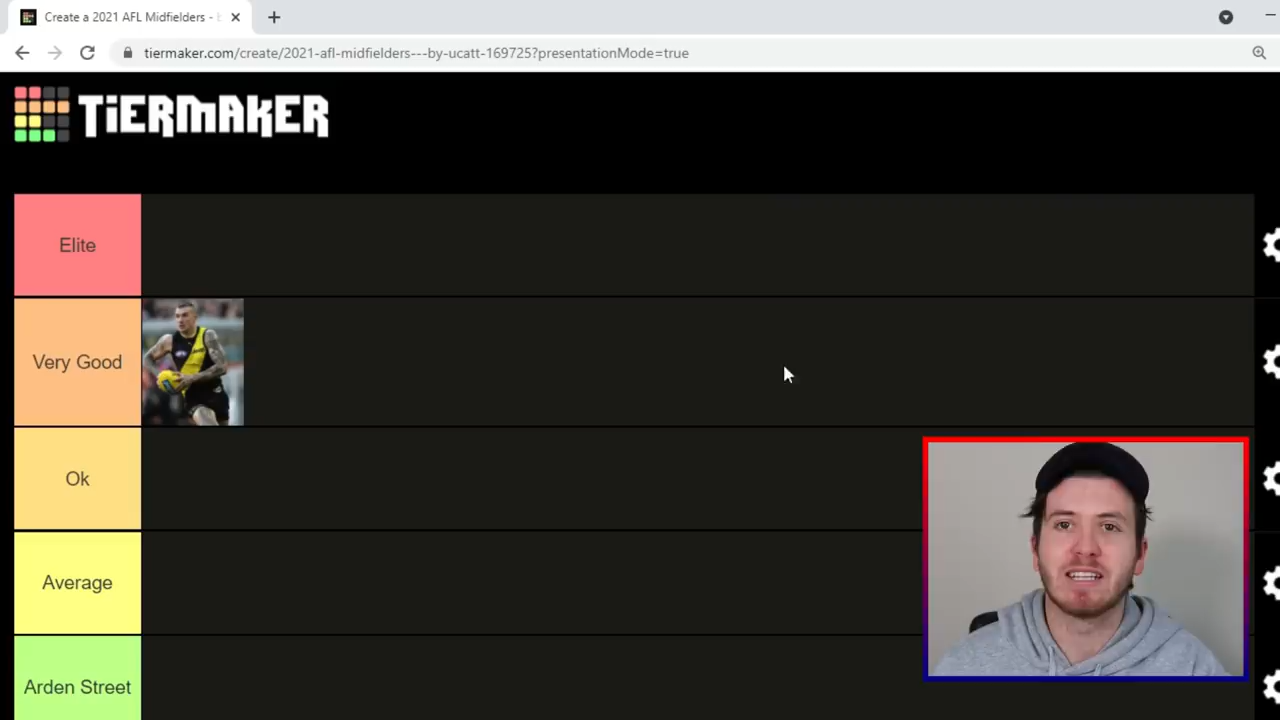 Create a 2021 AFL Midfielders -
tiermaker.com/create/2021-afl-midfielders---by-ucatt-169725?presentationMode=true
TiERMAKER
Elite
Very Good
Ok
Average
Arden Street